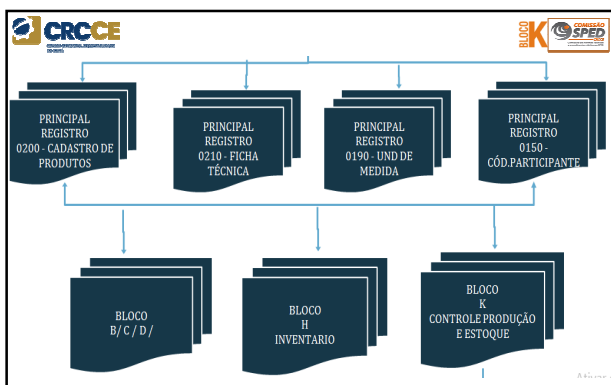 CRCCE
BLOCO
K
COMISSÃO
SPED
PRINCIPAL
REGISTRO
0200 - CADASTRO DE
PRODUTOS
PRINCIPAL
REGISTRO
0210 - FICHA
TÉCNICA
PRINCIPAL
REGISTRO
0190 - UND DE
MEDIDA
PRINCIPAL
REGISTRO
0150 -
CÓD.PARTICIPANTE
BLOCO
B/ C / D /
BLOCO
H
INVENTARIO
BLOCO
K
CONTROLE PRODUÇÃO
E ESTOQUE
Ativar